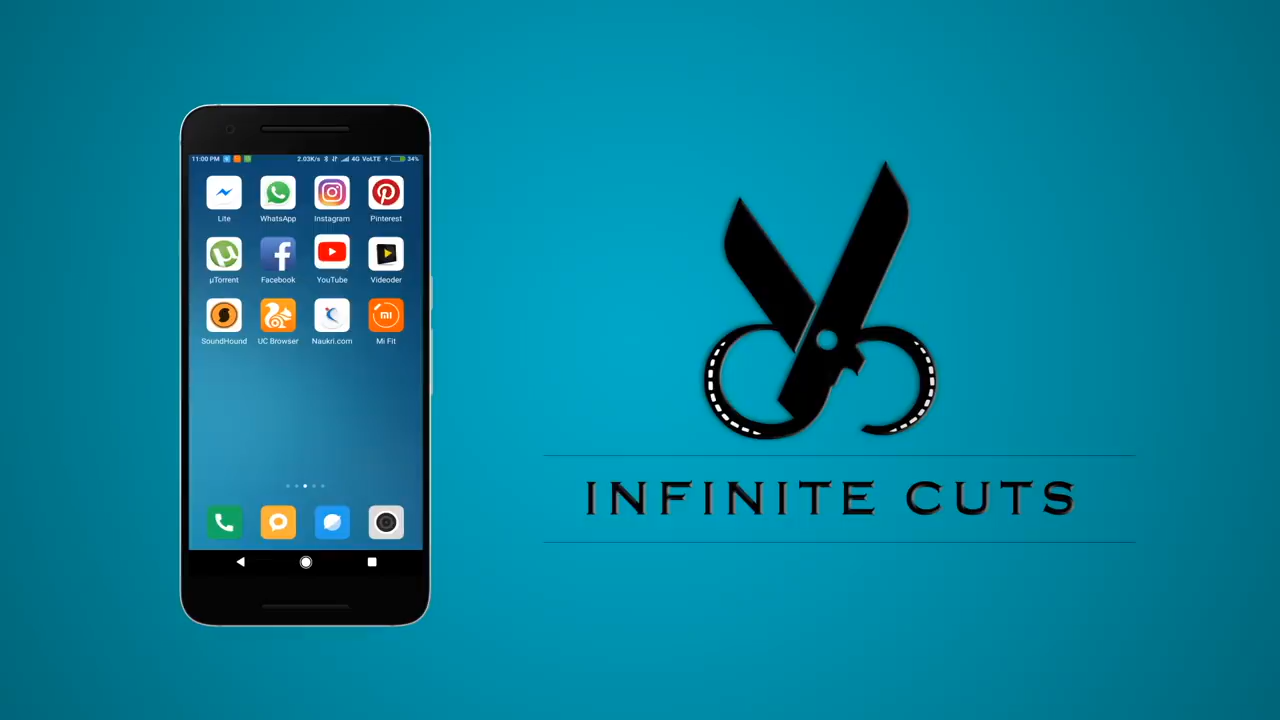 11:00 PM 2.03K/s 4G VoLTE 34%
Lite WhatsApp Instagram Pinterest
µTorrent Facebook YouTube Videoder
SoundHound UC Browser Naukri.com Mi Fit
INFINITE CUTS